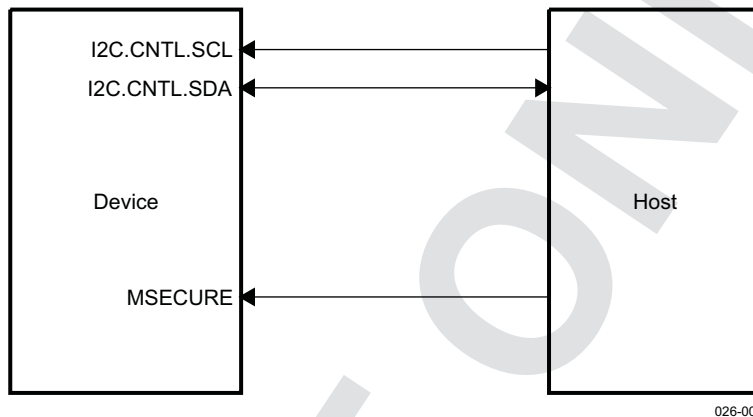 I2C.CNTL.SCL
I2C.CNTL.SDA
Device
Host
MSECURE